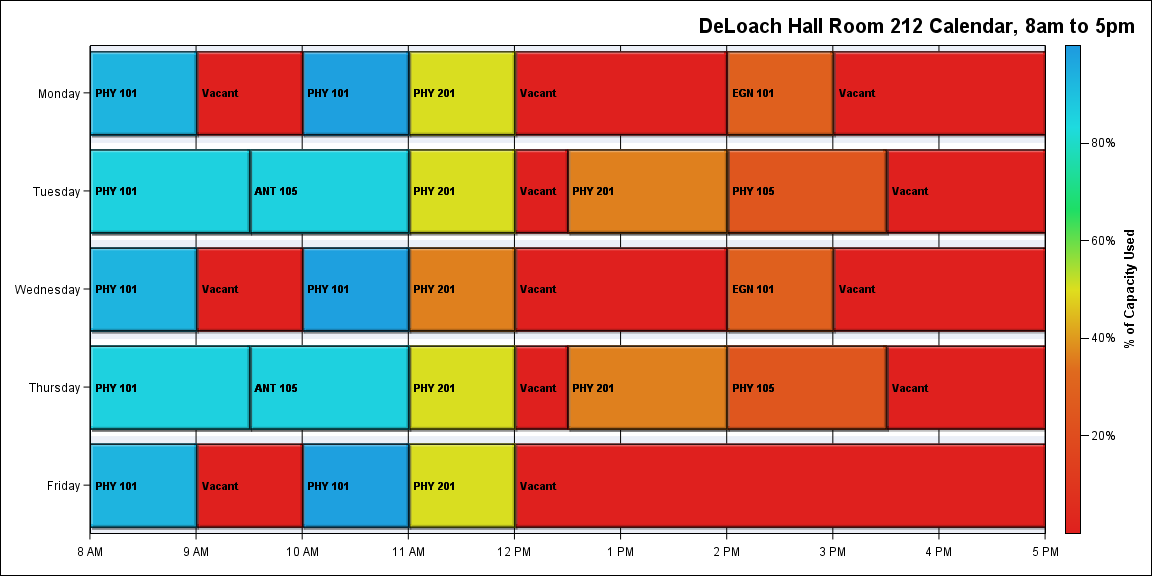 DeLoach Hall Room 212 Calendar, 8am to 5pm
Monday
PHY 101 Vacant PHY 101 PHY 201 Vacant EGN 101 Vacant
Tuesday
PHY 101 ANT 105 PHY 201 Vacant PHY 201 PHY 105 Vacant
Wednesday
PHY 101 Vacant PHY 101 PHY 201 Vacant EGN 101 Vacant
Thursday
PHY 101 ANT 105 PHY 201 Vacant PHY 201 PHY 105 Vacant
Friday
PHY 101 Vacant PHY 101 PHY 201 Vacant
8 AM 9 AM 10 AM 11 AM 12 PM 1 PM 2 PM 3 PM 4 PM 5 PM
80%
60%
40%
20%
% of Capacity Used